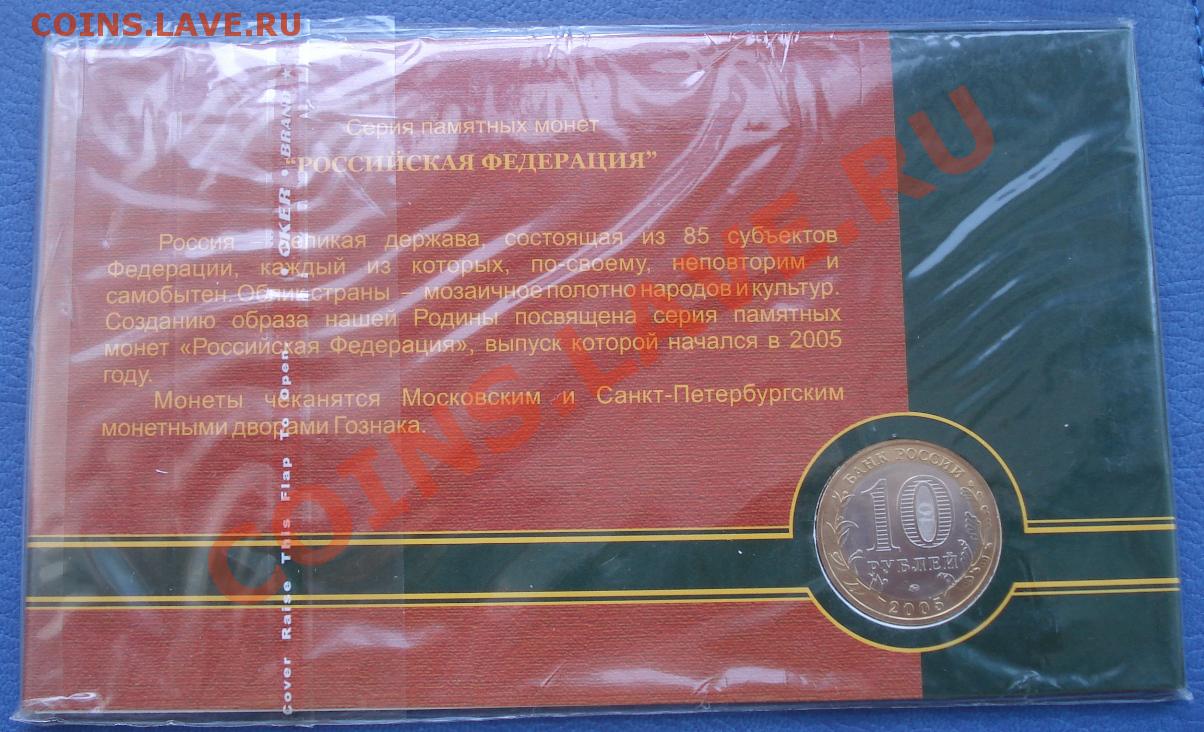 COINS.LAVE.RU
Серия памятных монет
“РОССИЙСКАЯ ФЕДЕРАЦИЯ”
Россия – великая держава, состоящая из 85 субъектов
Федерации, каждый из которых, по-своему, неповторим и
самобытен. Облик страны мозаичное полотно народов и культур.
Созданию образа нашей Родины посвящена серия памятных
монет «Российская Федерация», выпуск которой начался в 2005
году.
Монеты чеканятся Московским и Санкт-Петербургским
монетными дворами Гознака.
cover Raise This Flap To Open OKER • BRAND ★
COINS.LAVE.RU
БАНК РОССИИ
10
РУБЛЕЙ
2005